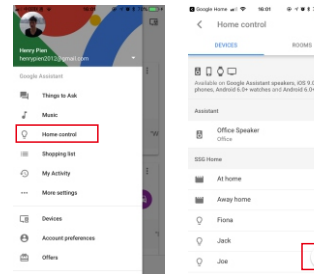 Henry Pien
henrypien2012@gmail.com
Google Assistant
Things to Ask
Music
Home control
Shopping list
My Activity
More settings
Devices
Account preferences
Offers
Google Home
16:01
Home control
DEVICES
ROOMS
Available on Google Assistant speakers, iOS 9.0
phones, Android 6.0+ watches and Android 6.0+
Assistant
Office Speaker
Office
SSG Home
At home
Away home
Fiona
Jack
Joe